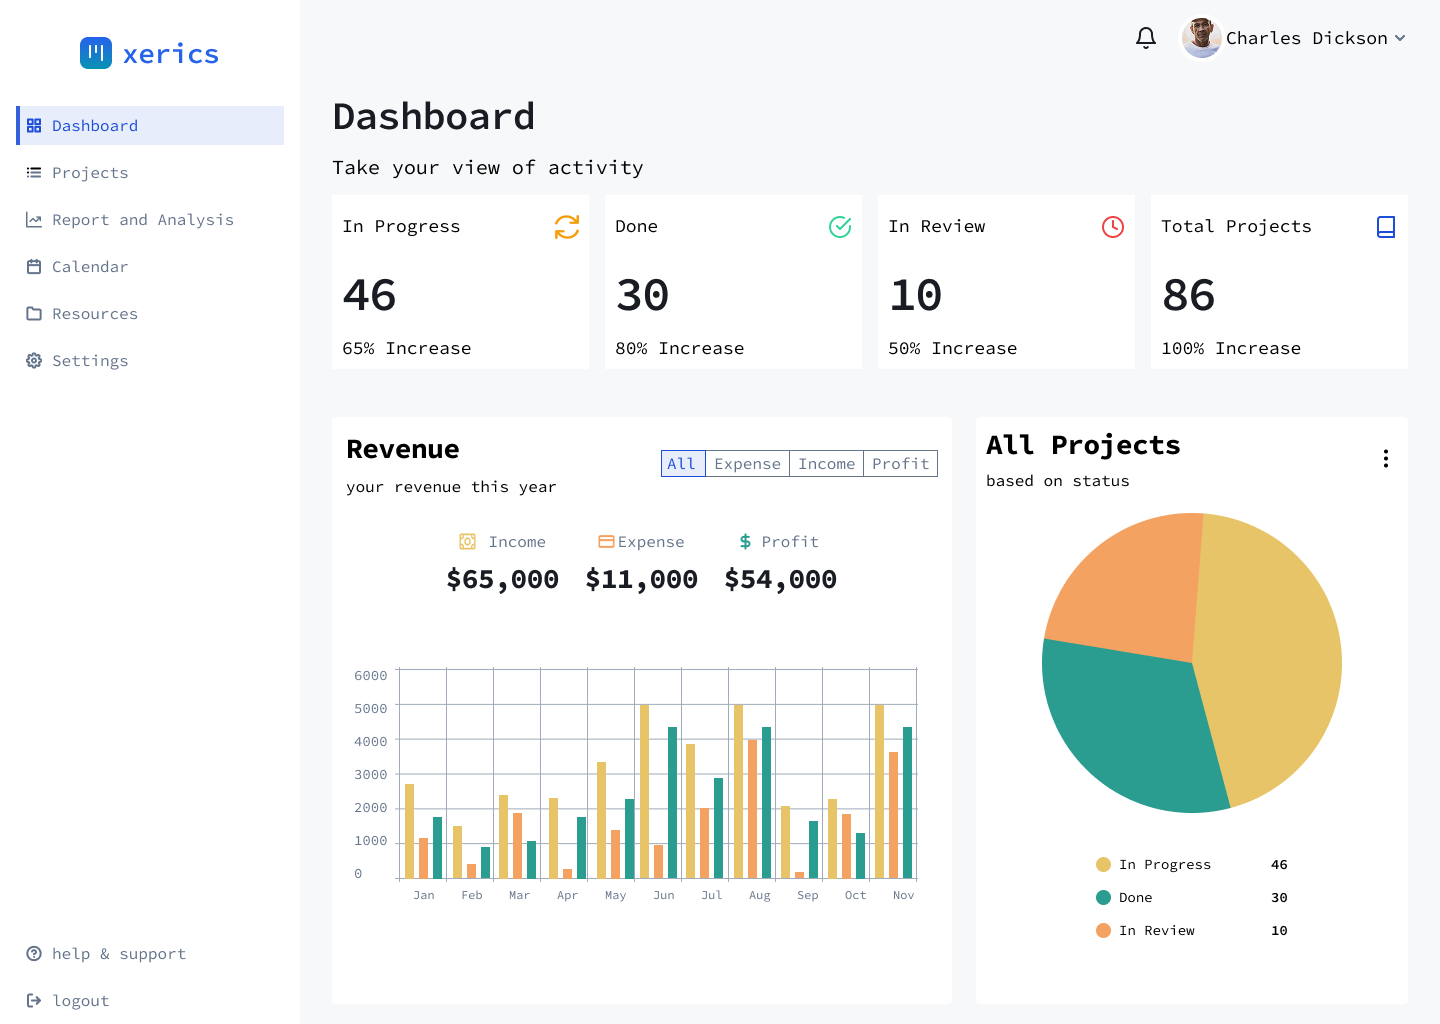 xerics
Dashboard
Projects
Report and Analysis
Calendar
Resources
Settings
help & support
logout
Charles Dickson
Dashboard
Take your view of activity
In Progress
46
65% Increase
Done
30
80% Increase
In Review
10
50% Increase
Total Projects
86
100% Increase
Revenue
your revenue this year
All Expense Income Profit
Income Expense Profit
$65,000 $11,000 $54,000
6000
5000
4000
3000
2000
1000
0
Jan Feb Mar Apr May Jun Jul Aug Sep Oct Nov
All Projects
based on status
In Progress 46
Done 30
In Review 10